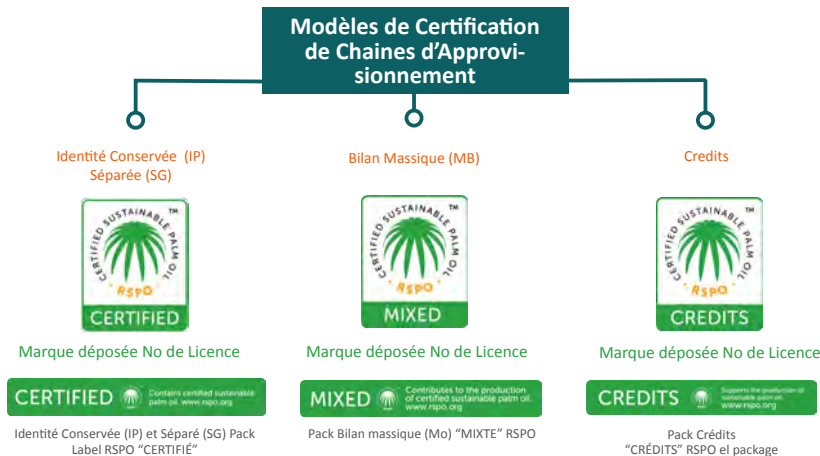 Modèles de Certification
de Chaines d'Approvi-
sionnement
Identité Conservée (IP)
Séparée (SG)
Bilan Massique (MB)
Credits
CERTIFIED SUSTAINABLE PALM OIL TM
RSPO
CERTIFIED
CERTIFIED SUSTAINABLE PALM OIL TM
RSPO
MIXED
CERTIFIED SUSTAINABLE PALM OIL TM
RSPO
CREDITS
Marque déposée No de Licence
Marque déposée No de Licence
Marque déposée No de Licence
CERTIFIED
Contains certified sustainable
palm oil. www.rspo.org
MIXED
Contributes to the production
of certified sustainable palm oil.
www.rspo.org
CREDITS
Supports the production of
sustainable palm oil.
www.rspo.org
Identité Conservée (IP) et Séparé (SG) Pack
Label RSPO "CERTIFIÉ"
Pack Bilan massique (Mo) "MIXTE" RSPO
Pack Crédits
"CRÉDITS" RSPO el package